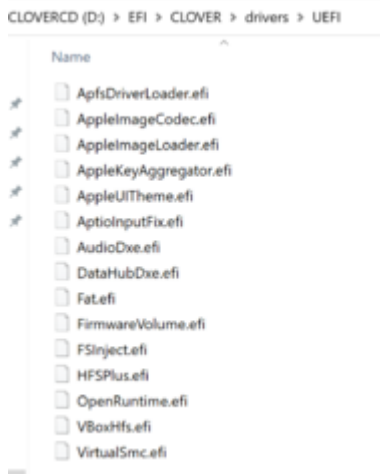 CLOVERCD (D:) > EFI > CLOVER > drivers > UEFI
Name
ApfsDriverLoader.efi
AppleImageCodec.efi
AppleImageLoader.efi
AppleKeyAggregator.efi
AppleUITheme.efi
AptioInputFix.efi
AudioDxe.efi
DataHubDxe.efi
Fat.efi
FirmwareVolume.efi
FSInject.efi
HFSPlus.efi
OpenRuntime.efi
VBoxHfs.efi
VirtualSmc.efi